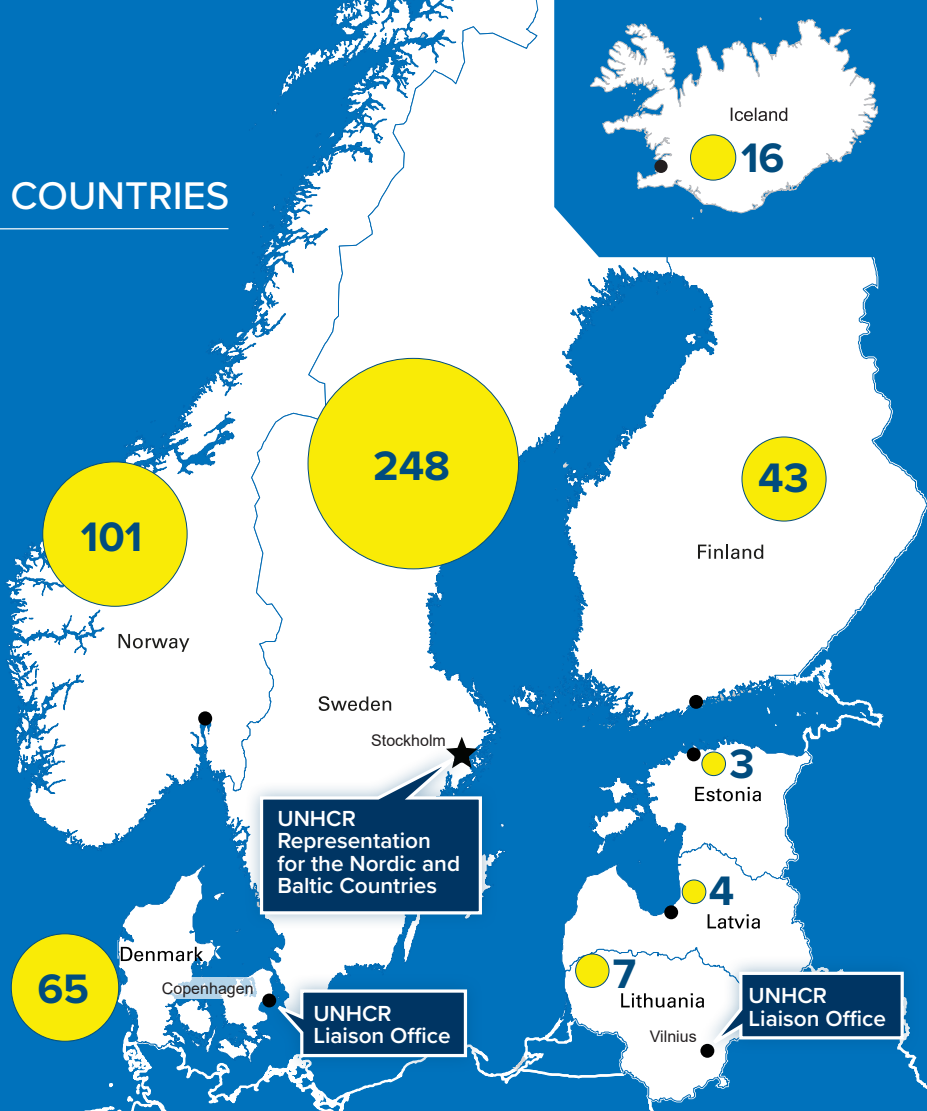 COUNTRIES
Iceland
16
248
43
101
Finland
Norway
Sweden
Stockholm
UNHCR
Representation
for the Nordic and
Baltic Countries
3
Estonia
4
Latvia
Denmark
65
Copenhagen
UNHCR
Liaison Office
7
Lithuania
Vilnius
UNHCR
Liaison Office